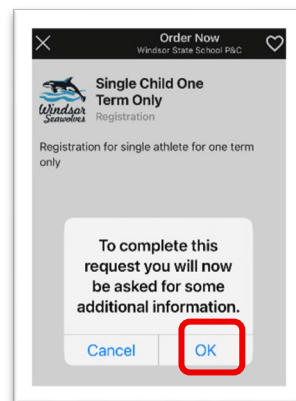 Order Now
Windsor State School P&C
Single Child One
Term Only
Windsor
Seawolves
Registration
Registration for single athlete for one term
only
To complete this
request you will now
be asked for some
additional information.
Cancel
OK